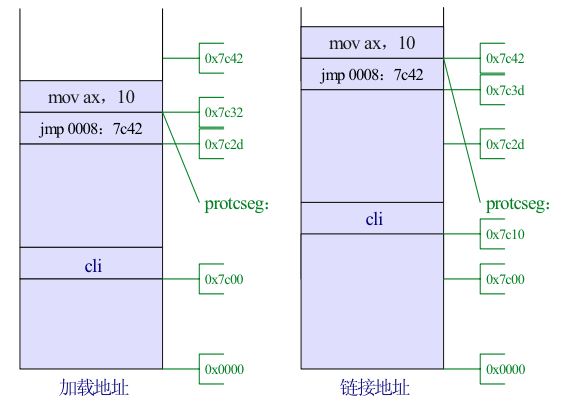 mov ax，10
jmp 0008：7c42
cli
0x7c42
0x7c32
0x7c2d
protcseg：
0x7c00
0x0000
加载地址
mov ax，10
jmp 0008：7c42
cli
0x7c42
0x7c3d
0x7c2d
protcseg：
0x7c10
0x7c00
0x0000
链接地址